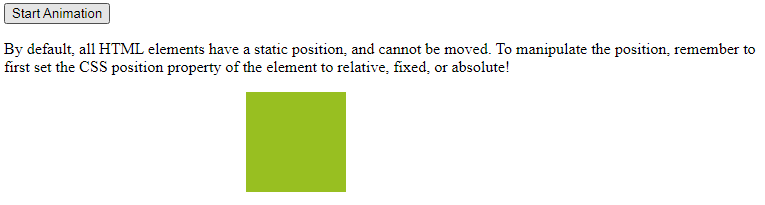 Start Animation
By default, all HTML elements have a static position, and cannot be moved. To manipulate the position, remember to
first set the CSS position property of the element to relative, fixed, or absolute!